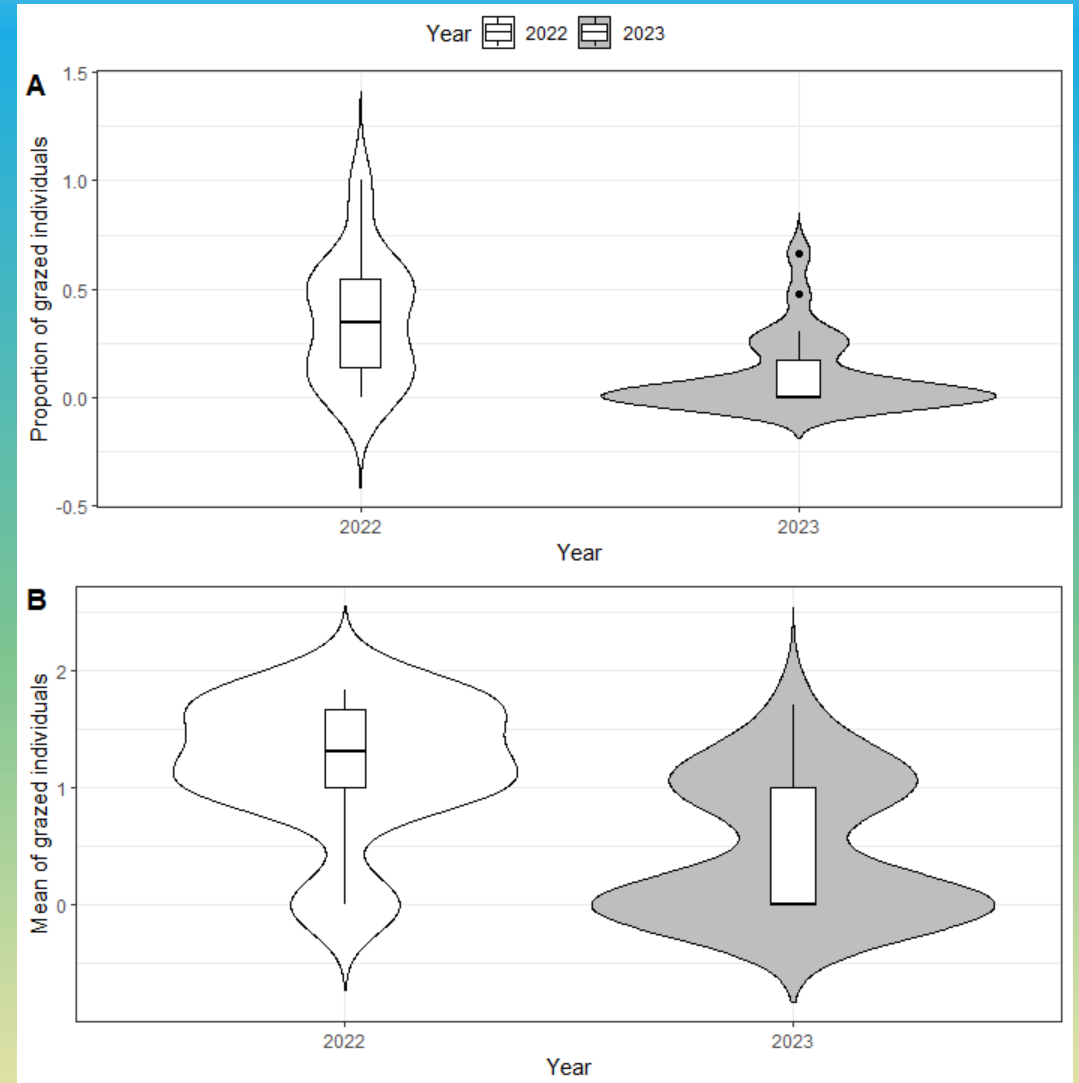 Year 2022 2023
A
Proportion of grazed individuals
1.5
1.0
0.5
0.0
-0.5
2022 2023
Year
B
Mean of grazed individuals
2
1
0
2022 2023
Year